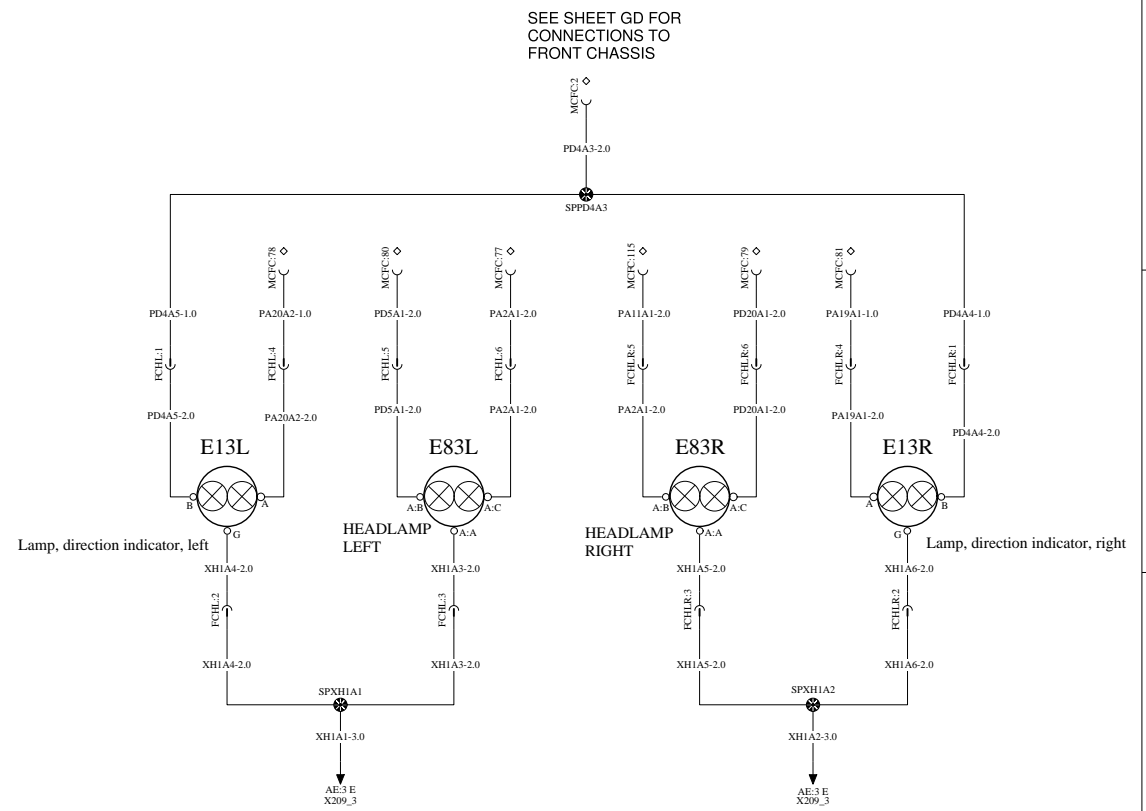 SEE SHEET GD FOR
CONNECTIONS TO
FRONT CHASSIS
MCFC:2
PD4A3-2.0
SPPD4A3
MCFC:78
MCFC:80
MCFC:77
MCFC:115
MCFC:79
MCFC:81
PD4A5-1.0
PA20A2-1.0
PD5A1-2.0
PA2A1-2.0
PA11A1-2.0
PD20A1-2.0
PA19A1-1.0
PD4A4-1.0
FCHL:1
FCHL:4
FCHL:5
FCHL:6
FCHLR:5
FCHLR:6
FCHLR:4
FCHLR:1
PD4A5-2.0
PA20A2-2.0
PD5A1-2.0
PA2A1-2.0
PA2A1-2.0
PD20A1-2.0
PA19A1-2.0
PD4A4-2.0
E13L
E83L
E83R
E13R
B
A
A:B
A:C
A:B
A:C
A
B
G
A:A
A:A
G
Lamp, direction indicator, left
HEADLAMP
LEFT
HEADLAMP
RIGHT
Lamp, direction indicator, right
XH1A4-2.0
XH1A3-2.0
XH1A5-2.0
XH1A6-2.0
FCHL:2
FCHL:3
FCHLR:3
FCHLR:2
XH1A4-2.0
XH1A3-2.0
XH1A5-2.0
XH1A6-2.0
SPXH1A1
SPXH1A2
XH1A1-3.0
XH1A2-3.0
AE:3 E
X209_3
AE:3 E
X209_3